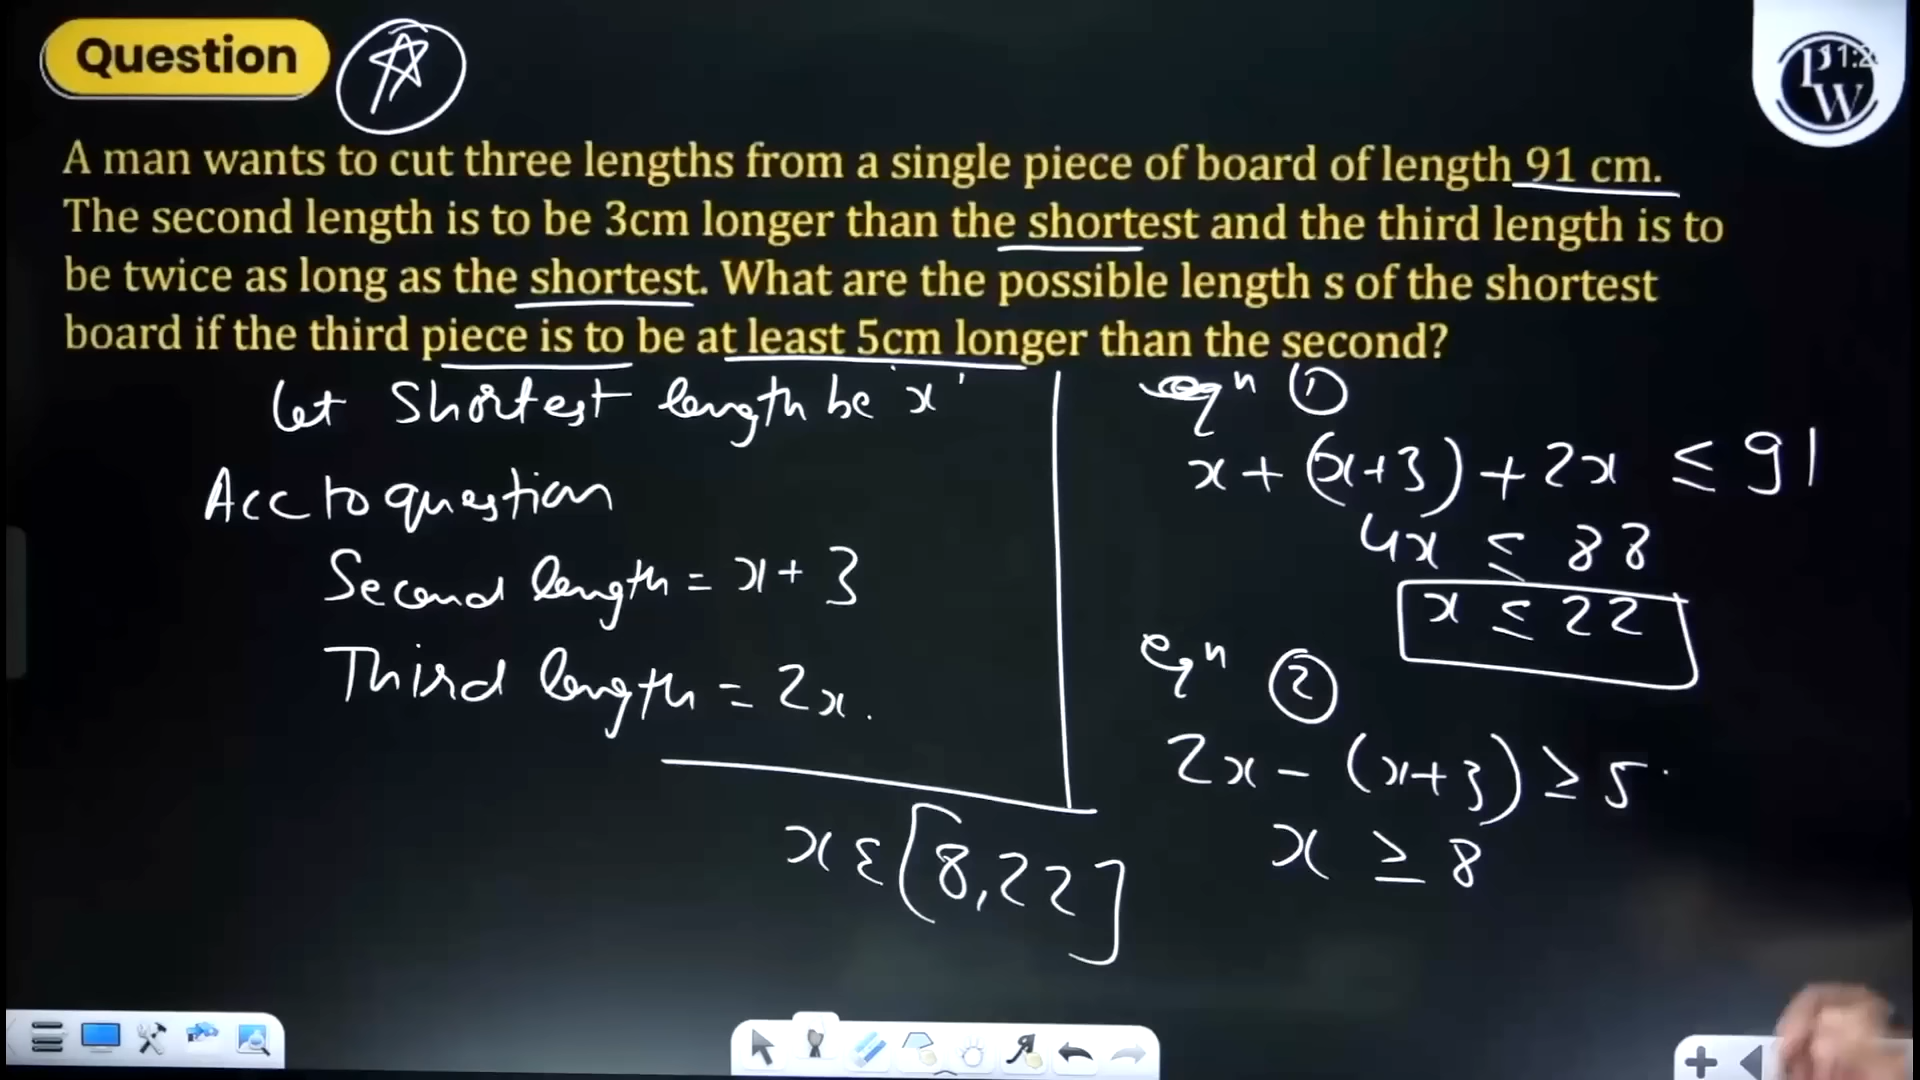 Question
PW
11:2
A man wants to cut three lengths from a single piece of board of length 91 cm.
The second length is to be 3cm longer than the shortest and the third length is to
be twice as long as the shortest. What are the possible length s of the shortest
board if the third piece is to be at least 5cm longer than the second?
let Shortest length be 'x'
Acc to question
Second length = x + 3
Third length = 2x.
x ε [8,22]
eqⁿ ①
x + (x+3) + 2x ≤ 91
4x ≤ 88
x ≤ 22
eqⁿ ②
2x - (x+3) ≥ 5
x ≥ 8